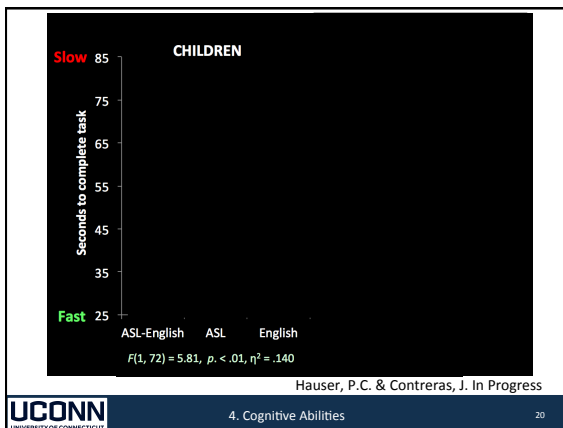 CHILDREN
Slow 85
75
65
55
45
35
Fast 25
Seconds to complete task
ASL-English ASL English
F(1, 72) = 5.81, p. < .01, η² = .140
Hauser, P.C. & Contreras, J. In Progress
UCONN
UNIVERSITY OF CONNECTICUT
4. Cognitive Abilities
20